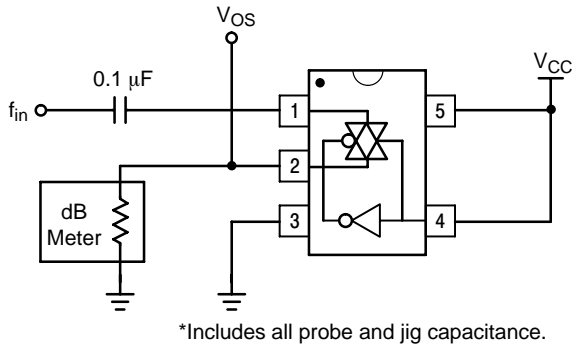 VOS
VCC
0.1 μF
fin
1
5
2
dB
Meter
3
4
*Includes all probe and jig capacitance.